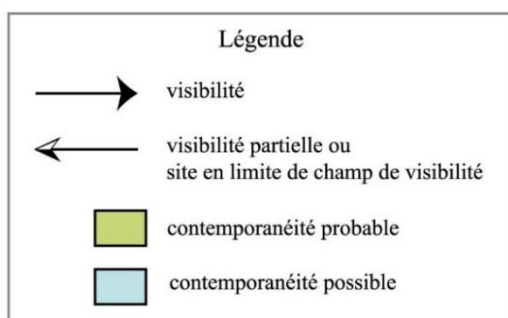 Légende
visibilité
visibilité partielle ou
site en limite de champ de visibilité
contemporanéité probable
contemporanéité possible